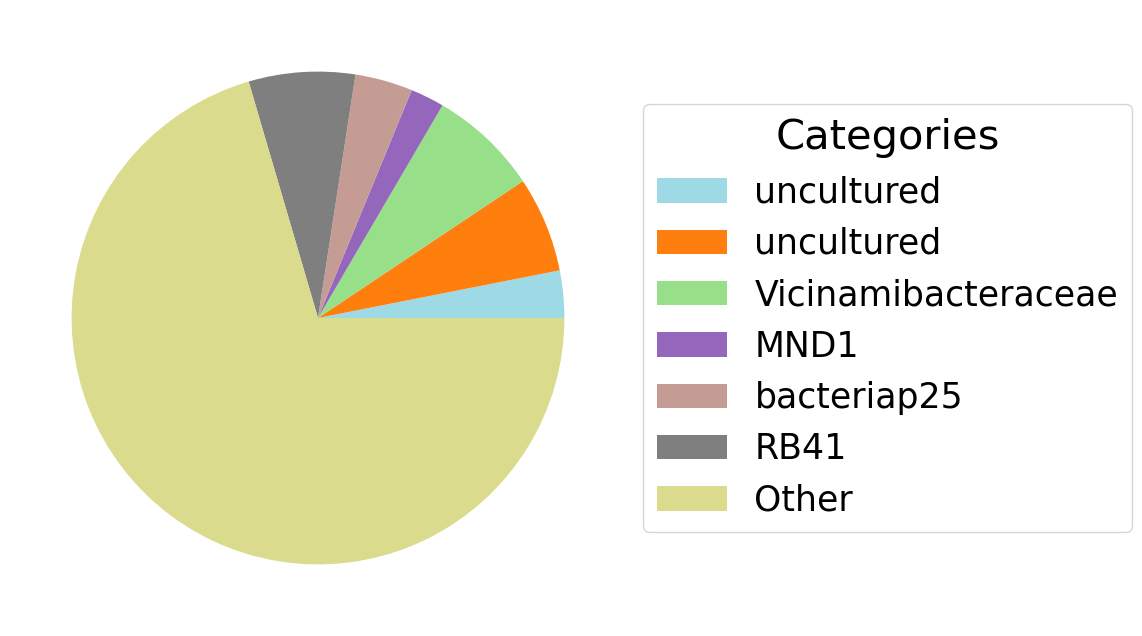 Categories
uncultured
uncultured
Vicinamibacteraceae
MND1
bacteriap25
RB41
Other